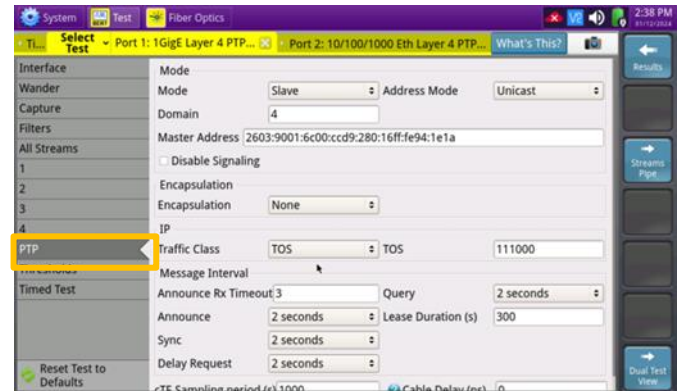 System Test Fiber Optics V2 2:38 PM
01/12/2024
Ti... Select Test Port 1: 1GigE Layer 4 PTP... Port 2: 10/100/1000 Eth Layer 4 PTP... What's This?
Results
Interface
Wander
Capture
Filters
All Streams
1
2
3
4
PTP
Thresholds
Timed Test
Reset Test to Defaults
Mode
Mode Slave Address Mode Unicast
Domain 4
Master Address 2603:9001:6c00:ccd9:280:16ff:fe94:1e1a
Disable Signaling
Encapsulation
Encapsulation None
IP
Traffic Class TOS TOS 111000
Message Interval
Announce Rx Timeout 3 Query 2 seconds
Announce 2 seconds Lease Duration (s) 300
Sync 2 seconds
Delay Request 2 seconds
cTE Sampling period (s) 1000 Cable Delay (ns) 0
Streams Pipe
Dual Test View